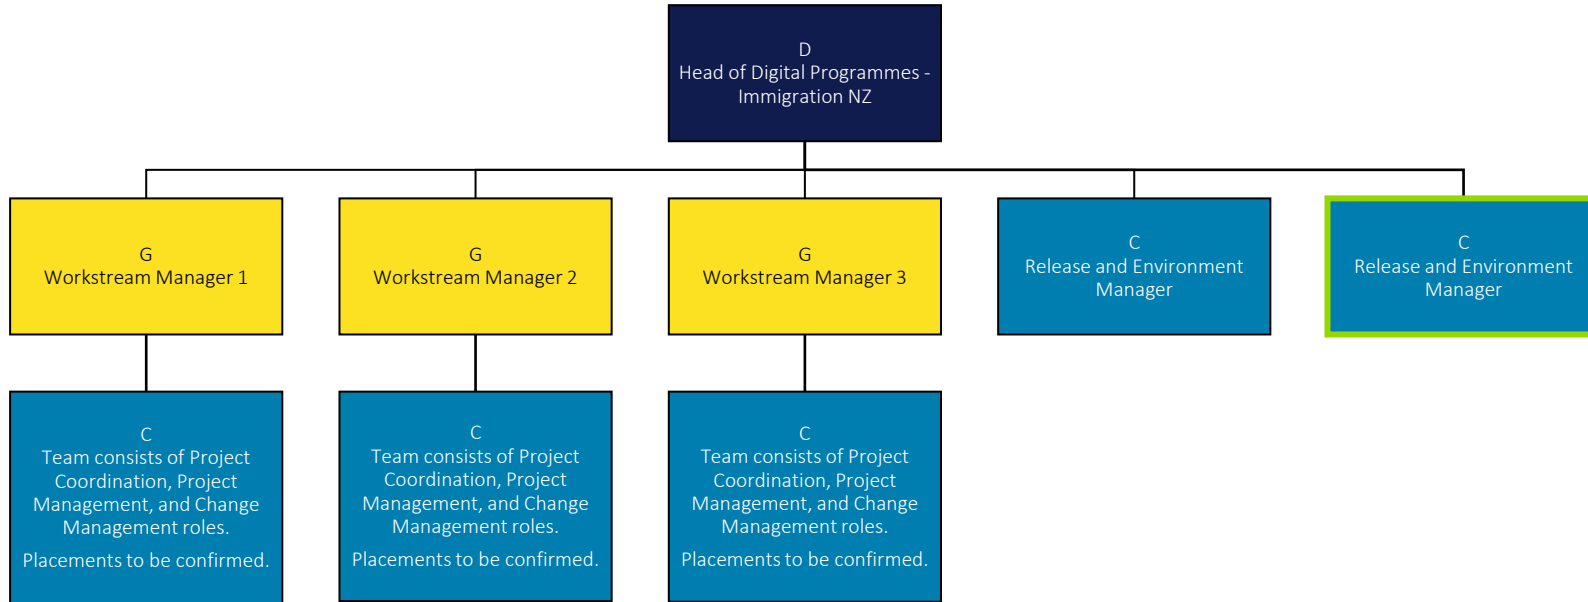 D
Head of Digital Programmes -
Immigration NZ
G
Workstream Manager 1
G
Workstream Manager 2
G
Workstream Manager 3
C
Release and Environment
Manager
C
Release and Environment
Manager
C
Team consists of Project
Coordination, Project
Management, and Change
Management roles.
Placements to be confirmed.
C
Team consists of Project
Coordination, Project
Management, and Change
Management roles.
Placements to be confirmed.
C
Team consists of Project
Coordination, Project
Management, and Change
Management roles.
Placements to be confirmed.